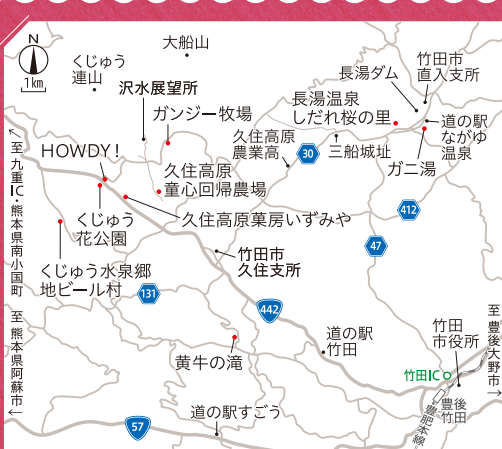 N
1km
大船山
くじゅう
連山
沢水展望所
ガンジー牧場
長湯ダム
竹田市
直入支所
長湯温泉
しだれ桜の里
道の駅
ながゆ
温泉
久住高原
農業高
30
三船城址
ガニ湯
HOWDY!
久住高原
童心回帰農場
くじゅう
花公園
久住高原菓房いずみや
412
47
竹田市
久住支所
くじゅう水泉郷
地ビール村
131
442
黄牛の滝
道の駅
竹田
竹田
市役所
竹田IC
豊後
竹田
豊肥本線
道の駅すごう
57
←至九重IC・熊本県南小国町
至熊本県阿蘇市←
至豊後大野市→